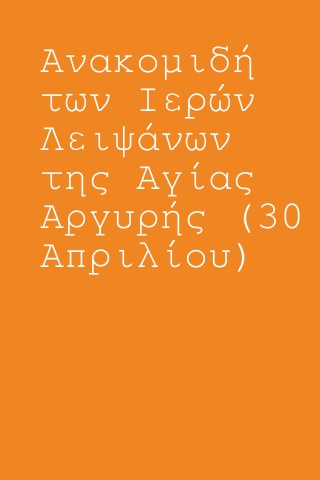 Ανακομιδή
των Ιερών
Λειψάνων
της Αγίας
Αργυρής (30
Απριλίου)